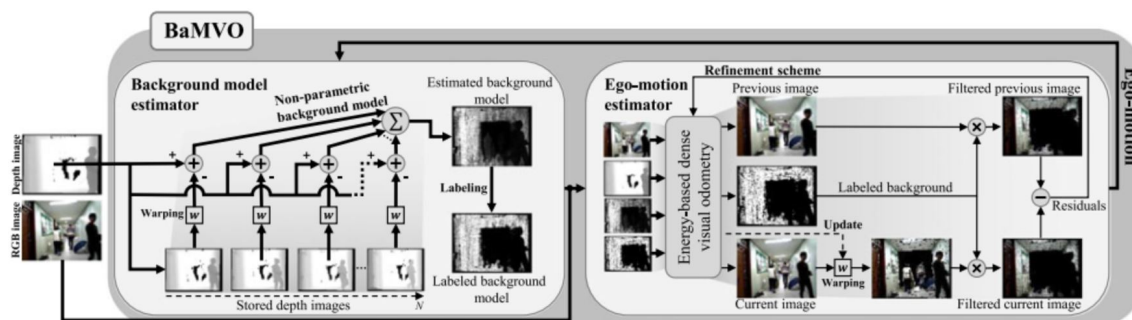 BaMVO
Background model
estimator
Non-parametric
background model
Σ
Estimated background
model
Depth image
RGB image
+ + + + - - - -
+ + + +
Warping
w w w w
Labeling
Labeled background
model
Stored depth images
N
Ego-motion
estimator
Refinement scheme
Previous image
Filtered previous image
Energy-based dense
visual odometry
Labeled background
Residuals
Update
w
Warping
Current image
Filtered current image
Ego-motion